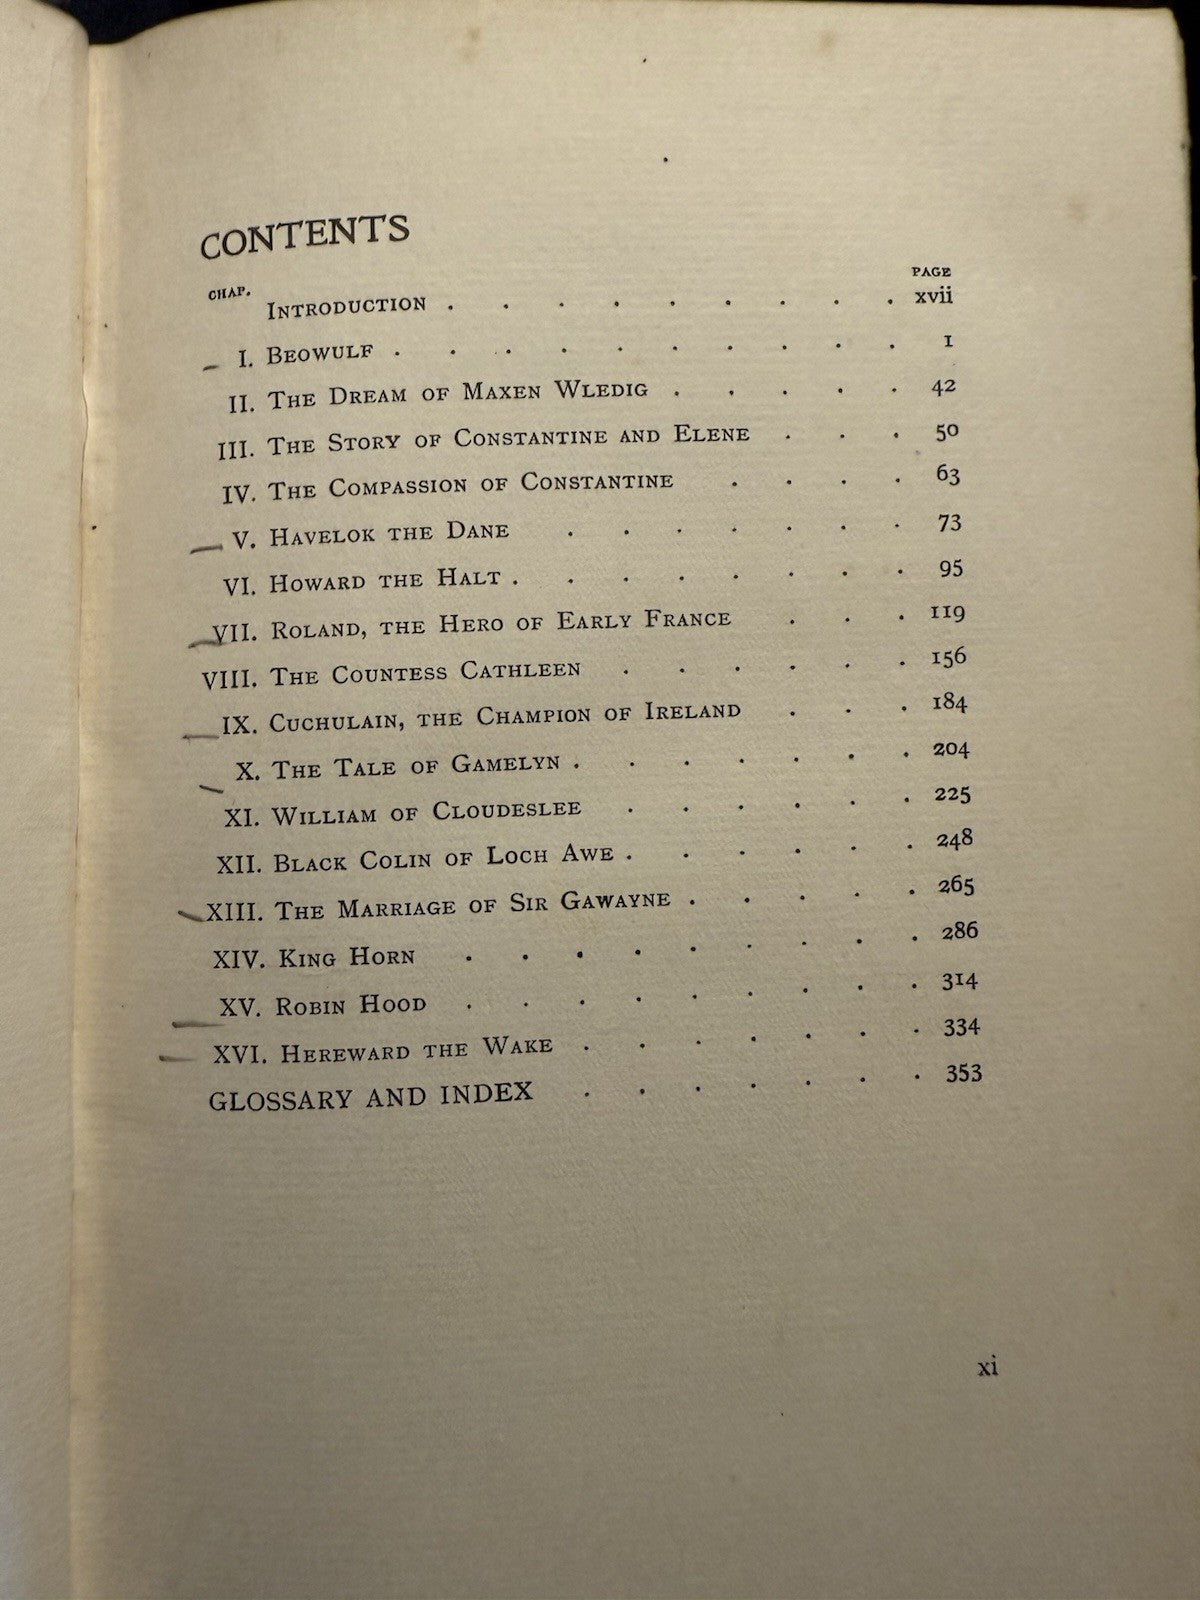 CONTENTS
CHAP. PAGE
INTRODUCTION . . . . . . . . . xvii
I. BEOWULF . . . . . . . . . . 1
II. THE DREAM OF MAXEN WLEDIG . . . . . 42
III. THE STORY OF CONSTANTINE AND ELENE . . . 50
IV. THE COMPASSION OF CONSTANTINE . . . . 63
V. HAVELOK THE DANE . . . . . . . 73
VI. HOWARD THE HALT . . . . . . . . 95
VII. ROLAND, THE HERO OF EARLY FRANCE . . . 119
VIII. THE COUNTESS CATHLEEN . . . . . . 156
IX. CUCHULAIN, THE CHAMPION OF IRELAND . . . 184
X. THE TALE OF GAMELYN . . . . . . . 204
XI. WILLIAM OF CLOUDESLEE . . . . . . 225
XII. BLACK COLIN OF LOCH AWE . . . . . . 248
XIII. THE MARRIAGE OF SIR GAWAYNE . . . . . 265
XIV. KING HORN . . . . . . . . . 286
XV. ROBIN HOOD . . . . . . . . . 314
XVI. HEREWARD THE WAKE . . . . . . . 334
GLOSSARY AND INDEX . . . . . . . 353
xi